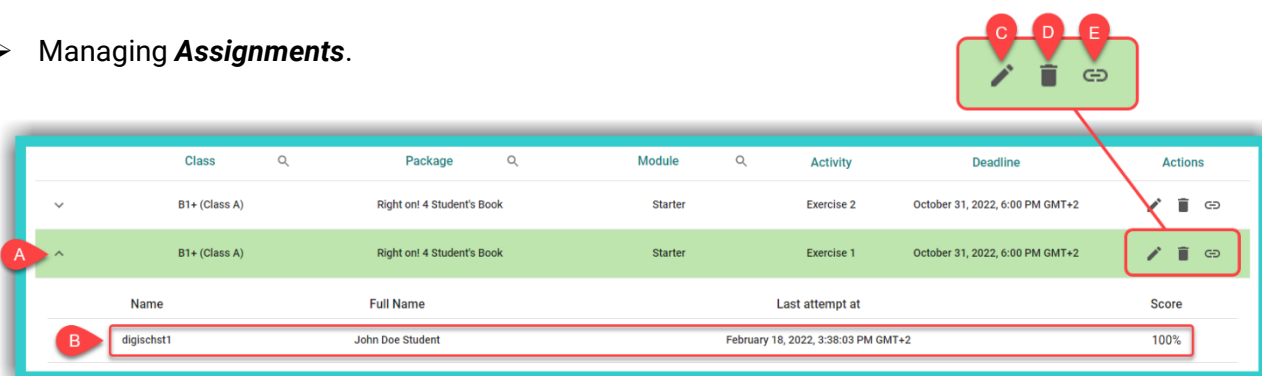 C D E
Managing Assignments.
Class Package Module Activity Deadline Actions
B1+ (Class A) Right on! 4 Student's Book Starter Exercise 2 October 31, 2022, 6:00 PM GMT+2
A B1+ (Class A) Right on! 4 Student's Book Starter Exercise 1 October 31, 2022, 6:00 PM GMT+2
Name Full Name Last attempt at Score
B digischst1 John Doe Student February 18, 2022, 3:38:03 PM GMT+2 100%